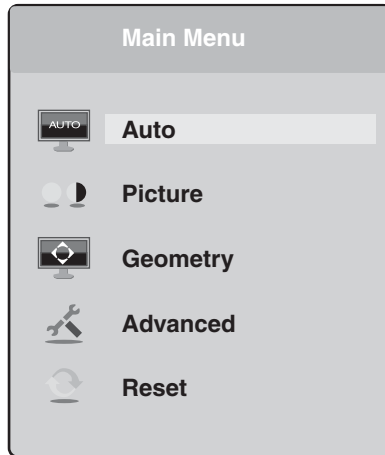 Main Menu
AUTO
Auto
Picture
Geometry
Advanced
Reset